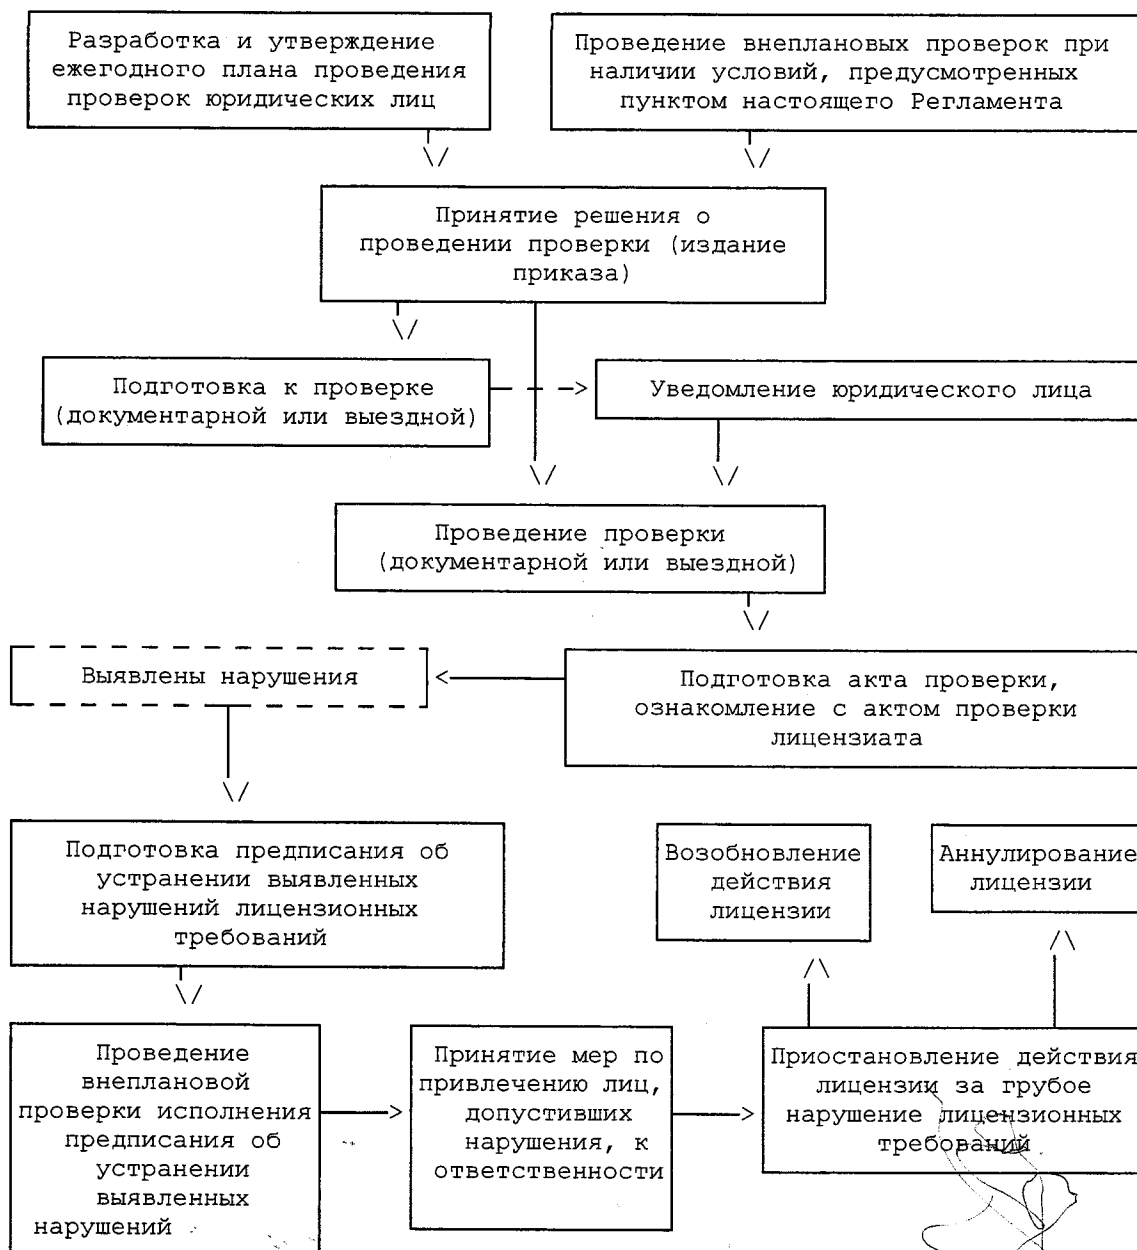 Разработка и утверждение
ежегодного плана проведения
проверок юридических лиц
Проведение внеплановых проверок при
наличии условий, предусмотренных
пунктом настоящего Регламента
Принятие решения о
проведении проверки (издание
приказа)
Подготовка к проверке
(документарной или выездной)
Уведомление юридического лица
Проведение проверки
(документарной или выездной)
Выявлены нарушения
Подготовка акта проверки,
ознакомление с актом проверки
лицензиата
Подготовка предписания об
устранении выявленных
нарушений лицензионных
требований
Возобновление
действия
лицензии
Аннулирование
лицензии
Проведение
внеплановой
проверки исполнения
предписания об
устранении
выявленных
нарушений
Принятие мер по
привлечению лиц,
допустивших
нарушения, к
ответственности
Приостановление действия
лицензии за грубое
нарушение лицензионных
требований